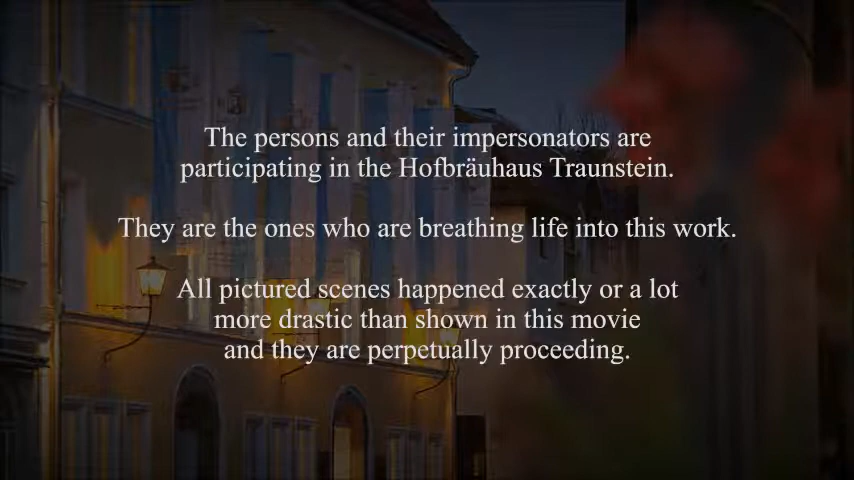 The persons and their impersonators are
participating in the Hofbräuhaus Traunstein.
They are the ones who are breathing life into this work.
All pictured scenes happened exactly or a lot
more drastic than shown in this movie
and they are perpetually proceeding.